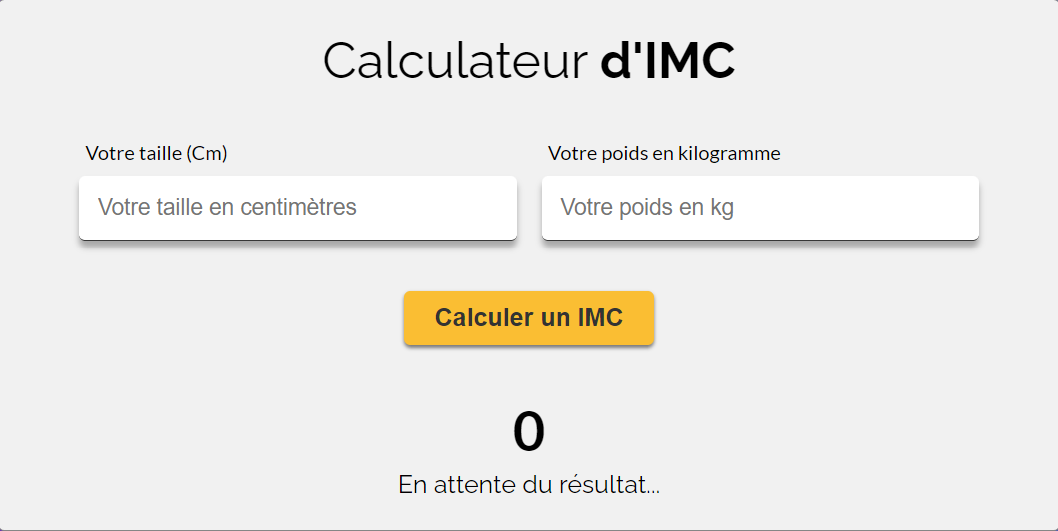 Calculateur d'IMC
Votre taille (Cm)
Votre poids en kilogramme
Votre taille en centimètres
Votre poids en kg
Calculer un IMC
0
En attente du résultat...